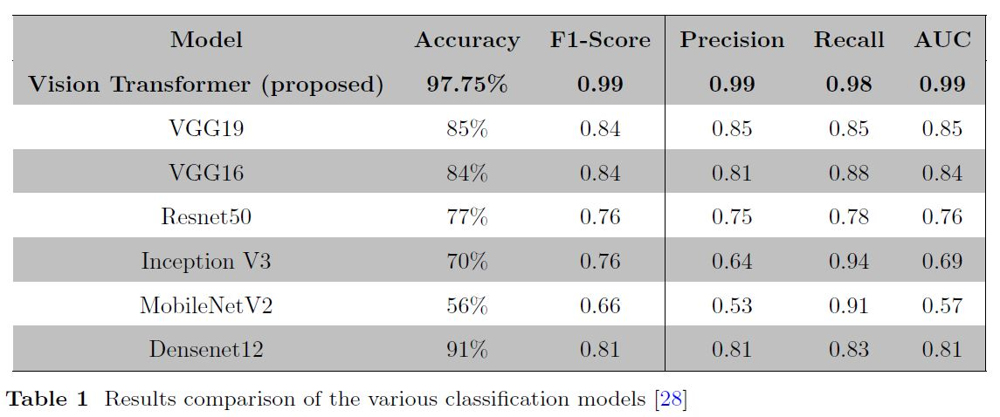 Model Accuracy F1-Score Precision Recall AUC
Vision Transformer (proposed) 97.75% 0.99 0.99 0.98 0.99
VGG19 85% 0.84 0.85 0.85 0.85
VGG16 84% 0.84 0.81 0.88 0.84
Resnet50 77% 0.76 0.75 0.78 0.76
Inception V3 70% 0.76 0.64 0.94 0.69
MobileNetV2 56% 0.66 0.53 0.91 0.57
Densenet12 91% 0.81 0.81 0.83 0.81
Table 1 Results comparison of the various classification models [28]